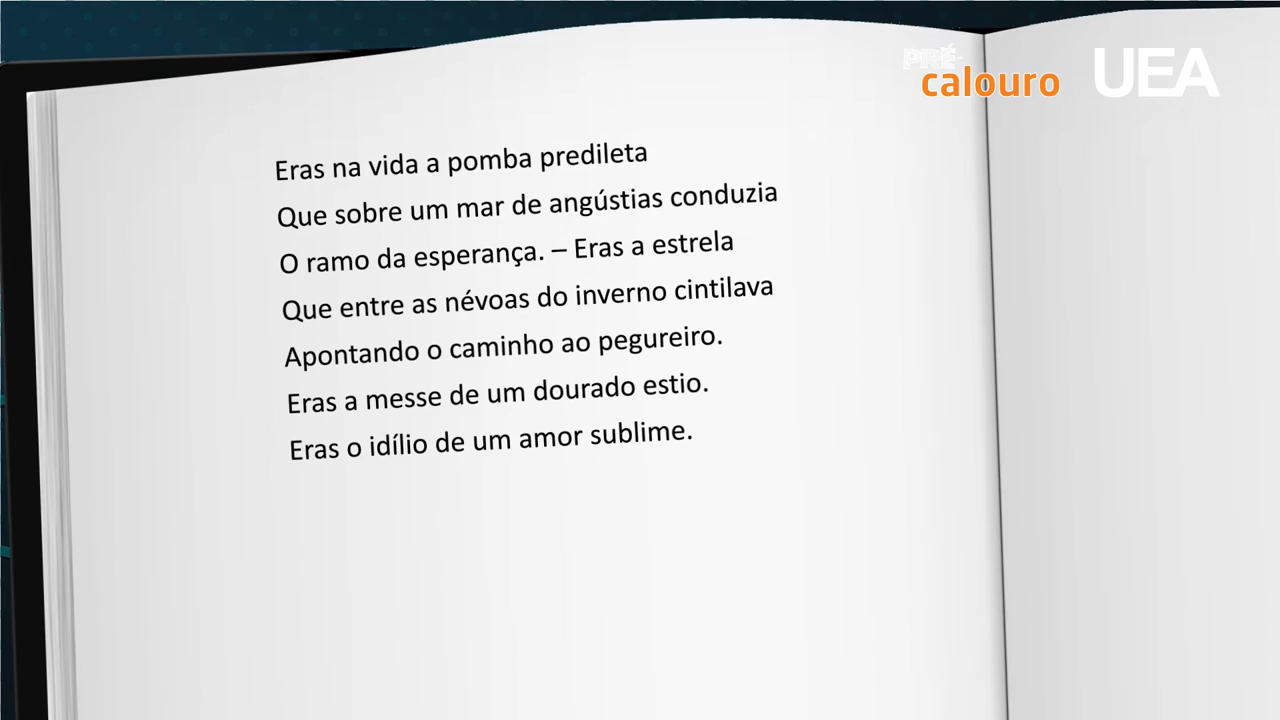 PRÉ-
calouro
UEA
Eras na vida a pomba predileta
Que sobre um mar de angústias conduzia
O ramo da esperança. – Eras a estrela
Que entre as névoas do inverno cintilava
Apontando o caminho ao pegureiro.
Eras a messe de um dourado estio.
Eras o idílio de um amor sublime.